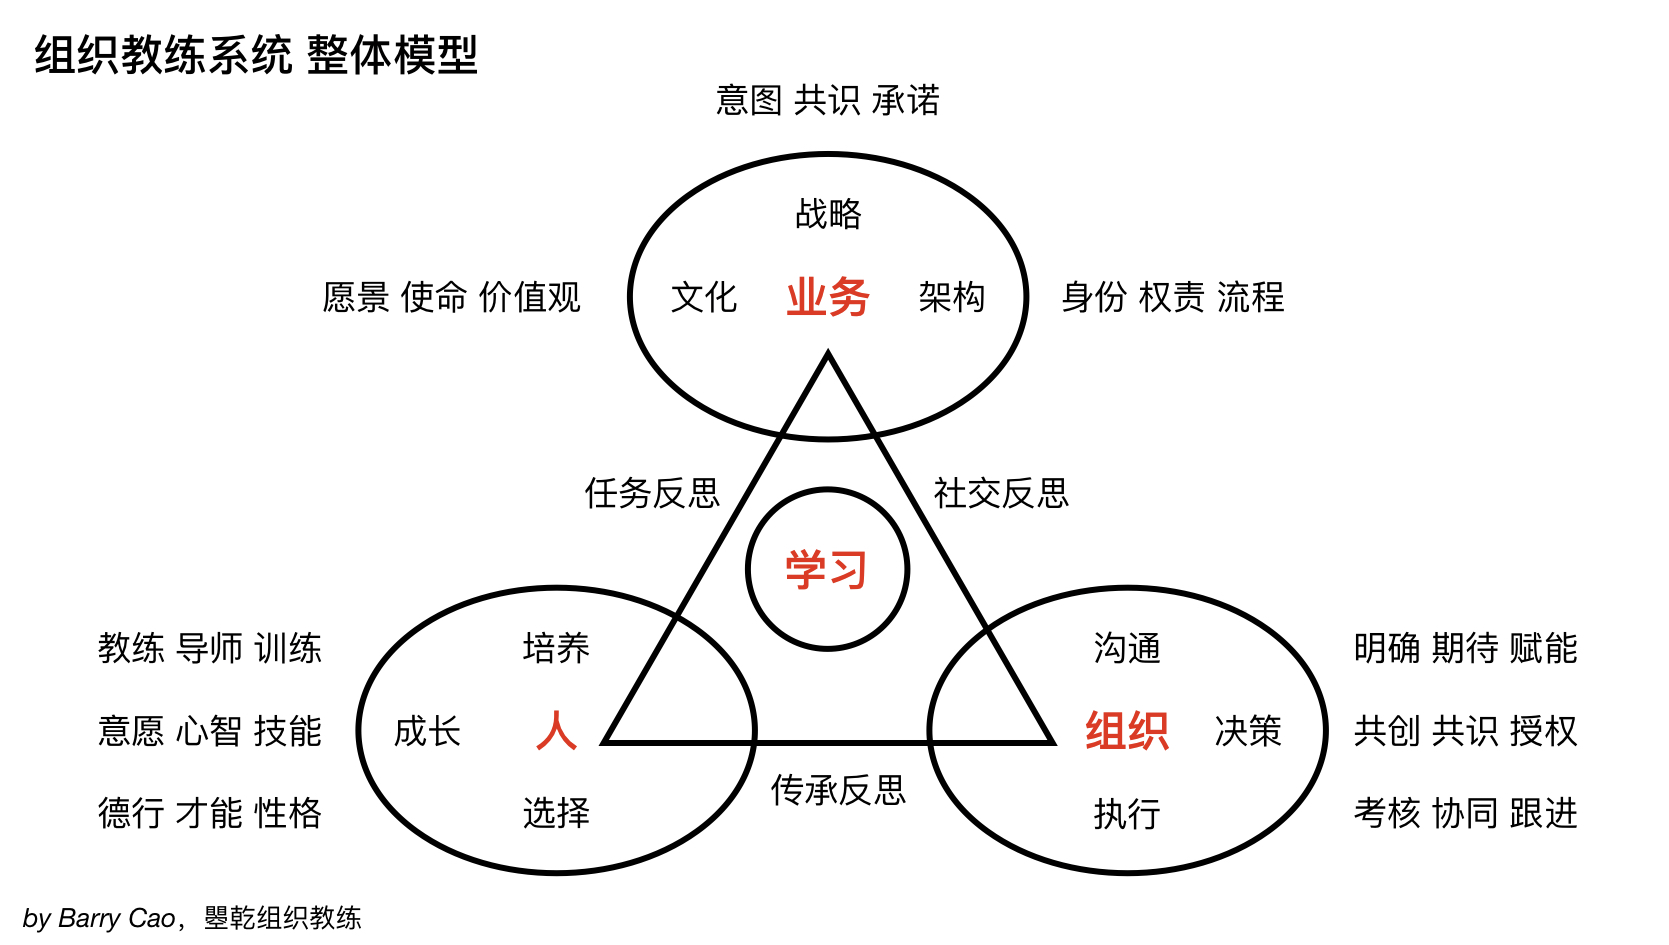 组织教练系统 整体模型
意图 共识 承诺
战略
愿景 使命 价值观
文化
业务
架构
身份 权责 流程
任务反思
社交反思
学习
教练 导师 训练
培养
沟通
明确 期待 赋能
意愿 心智 技能
成长
人
组织
决策
共创 共识 授权
传承反思
德行 才能 性格
选择
执行
考核 协同 跟进
by Barry Cao，曌乾组织教练